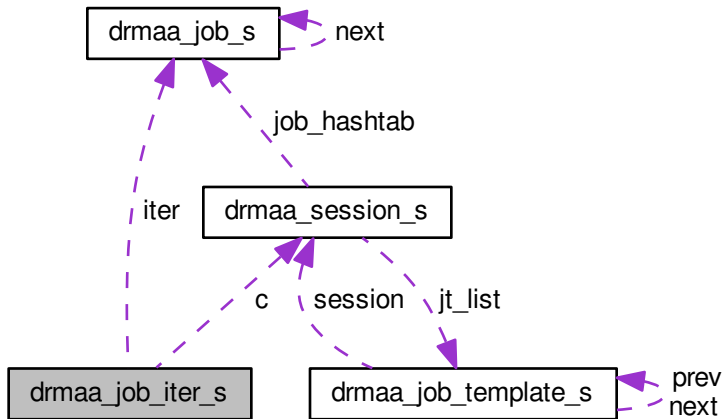 drmaa_job_s
next
job_hashtab
iter
drmaa_session_s
c
session
jt_list
drmaa_job_iter_s
drmaa_job_template_s
prev
next